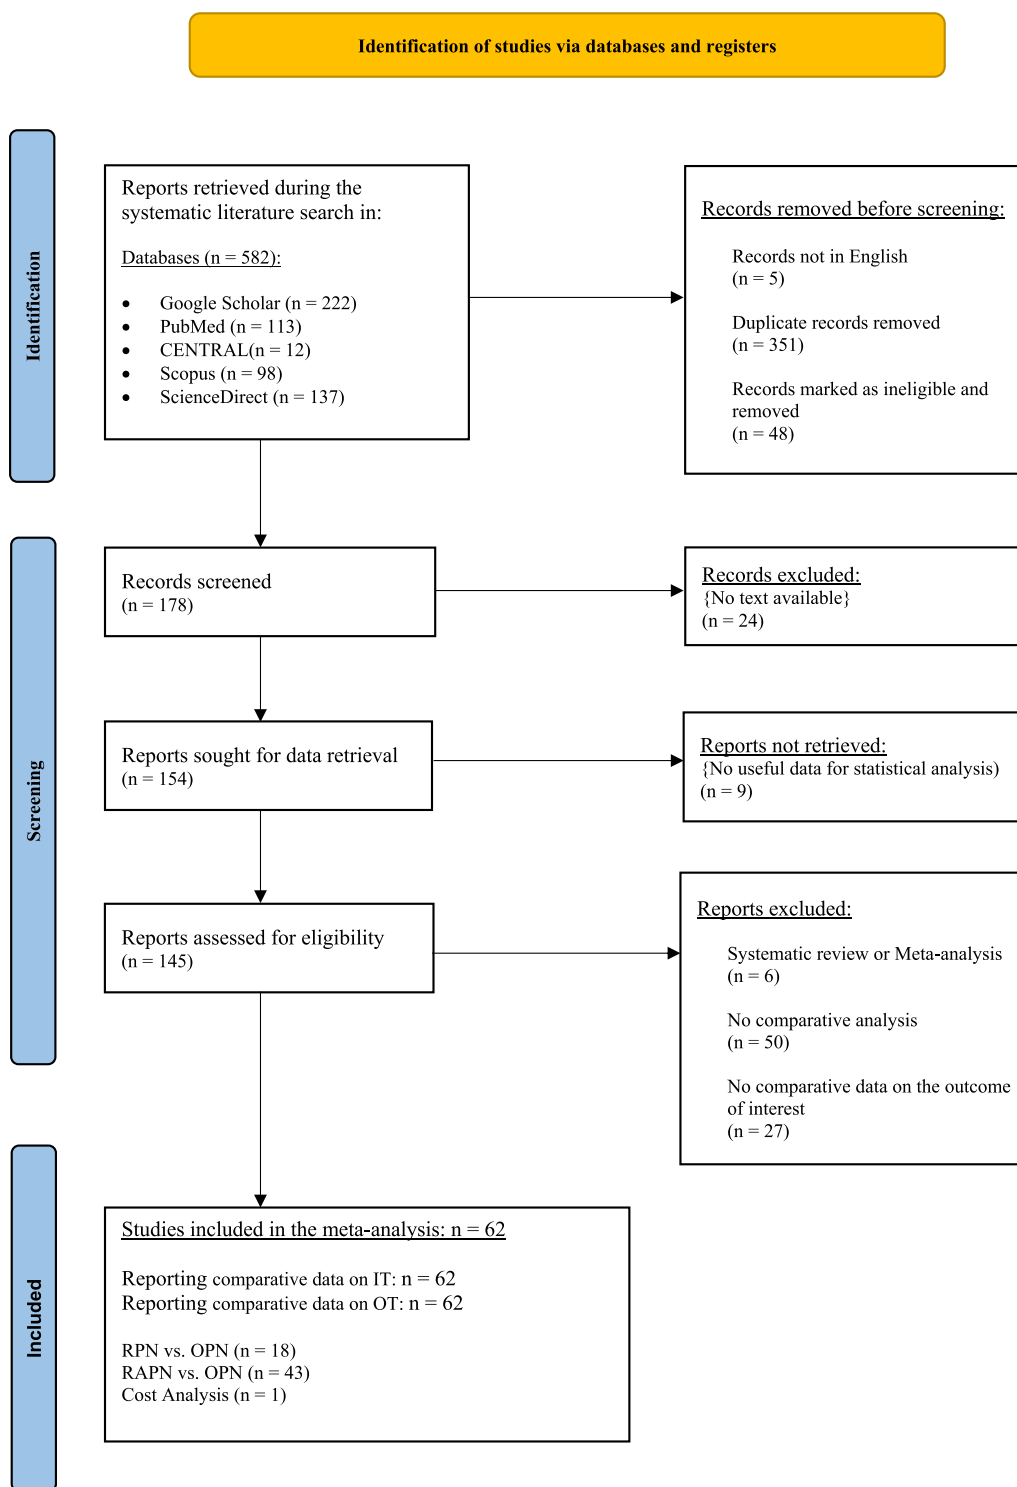 Identification of studies via databases and registers
Identification
Reports retrieved during the
systematic literature search in:
Databases (n = 582):
• Google Scholar (n = 222)
• PubMed (n = 113)
• CENTRAL(n = 12)
• Scopus (n = 98)
• ScienceDirect (n = 137)
Records removed before screening:
Records not in English
(n = 5)
Duplicate records removed
(n = 351)
Records marked as ineligible and
removed
(n = 48)
Screening
Records screened
(n = 178)
Records excluded:
{No text available}
(n = 24)
Reports sought for data retrieval
(n = 154)
Reports not retrieved:
{No useful data for statistical analysis)
(n = 9)
Reports assessed for eligibility
(n = 145)
Reports excluded:
Systematic review or Meta-analysis
(n = 6)
No comparative analysis
(n = 50)
No comparative data on the outcome
of interest
(n = 27)
Included
Studies included in the meta-analysis: n = 62
Reporting comparative data on IT: n = 62
Reporting comparative data on OT: n = 62
RPN vs. OPN (n = 18)
RAPN vs. OPN (n = 43)
Cost Analysis (n = 1)